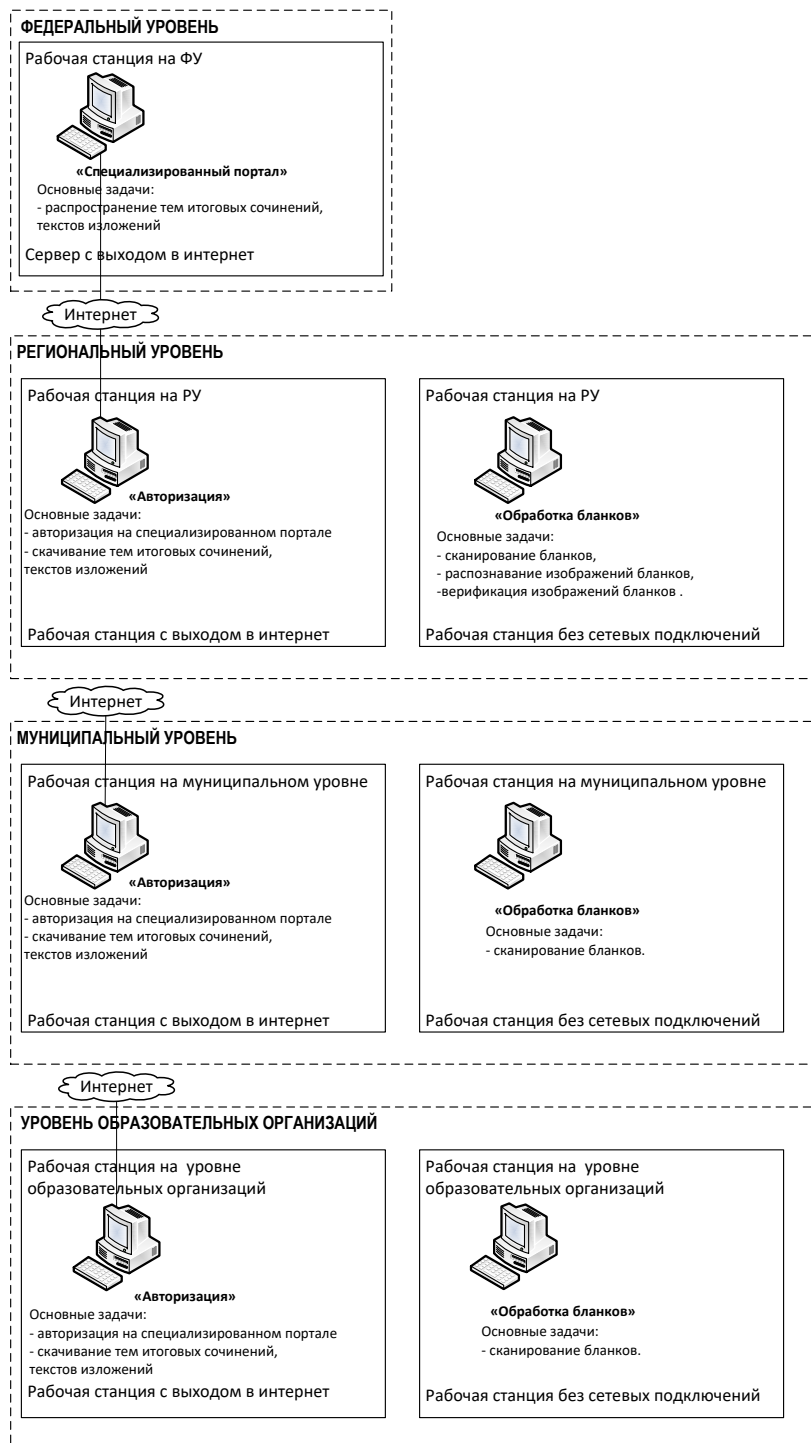 ФЕДЕРАЛЬНЫЙ УРОВЕНЬ
Рабочая станция на ФУ
«Специализированный портал»
Основные задачи:
- распространение тем итоговых сочинений,
текстов изложений
Сервер с выходом в интернет
Интернет
РЕГИОНАЛЬНЫЙ УРОВЕНЬ
Рабочая станция на РУ
«Авторизация»
Основные задачи:
- авторизация на специализированном портале
- скачивание тем итоговых сочинений,
текстов изложений
Рабочая станция с выходом в интернет
Рабочая станция на РУ
«Обработка бланков»
Основные задачи:
- сканирование бланков,
- распознавание изображений бланков,
-верификация изображений бланков .
Рабочая станция без сетевых подключений
Интернет
МУНИЦИПАЛЬНЫЙ УРОВЕНЬ
Рабочая станция на муниципальном уровне
«Авторизация»
Основные задачи:
- авторизация на специализированном портале
- скачивание тем итоговых сочинений,
текстов изложений
Рабочая станция с выходом в интернет
Рабочая станция на муниципальном уровне
«Обработка бланков»
Основные задачи:
- сканирование бланков.
Рабочая станция без сетевых подключений
Интернет
УРОВЕНЬ ОБРАЗОВАТЕЛЬНЫХ ОРГАНИЗАЦИЙ
Рабочая станция на уровне
образовательных организаций
«Авторизация»
Основные задачи:
- авторизация на специализированном портале
- скачивание тем итоговых сочинений,
текстов изложений
Рабочая станция с выходом в интернет
Рабочая станция на уровне
образовательных организаций
«Обработка бланков»
Основные задачи:
- сканирование бланков.
Рабочая станция без сетевых подключений